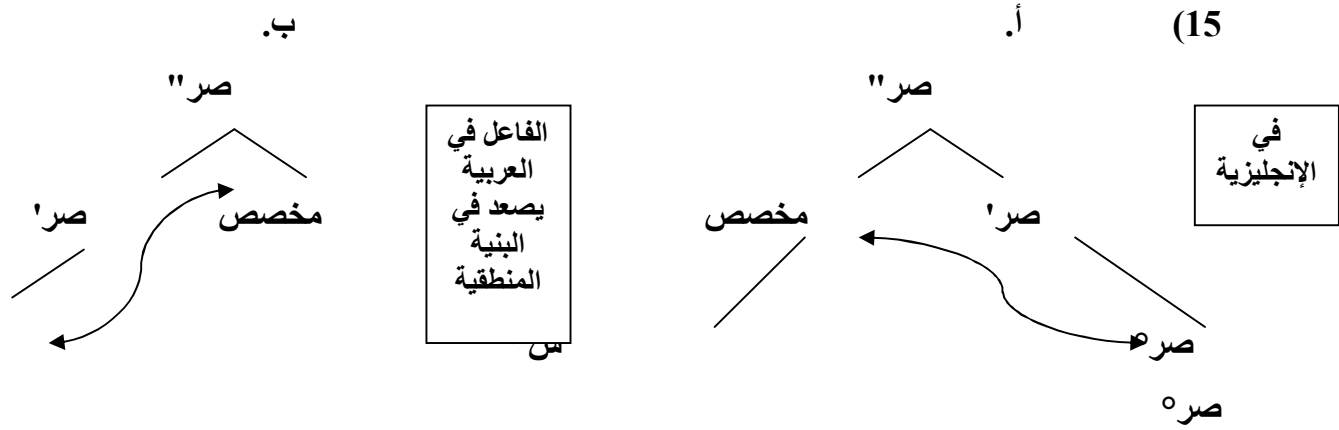 15) أ. ب.
صر" صر"
في
الإنجليزية
الفاعل في
العربية
يصعد في
البنية
المنطقية
صر' مخصص مخصص صر'
صر°
صر°